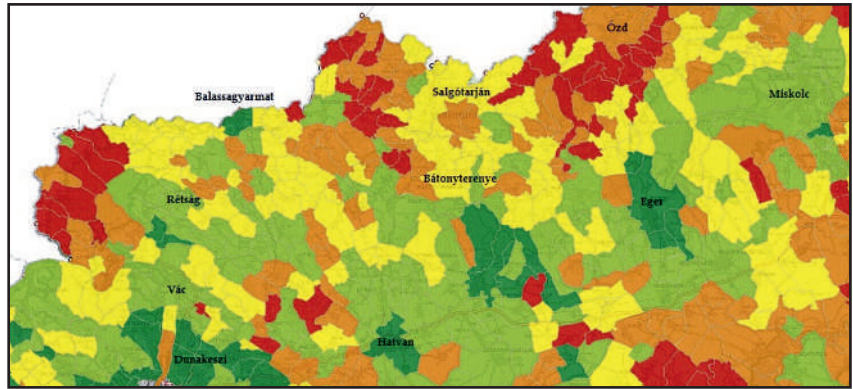 Ózd
Balassagyarmat
Salgótarján
Miskolc
Bátonyterenye
Rétság
Eger
Vác
Hatvan
Dunakeszi